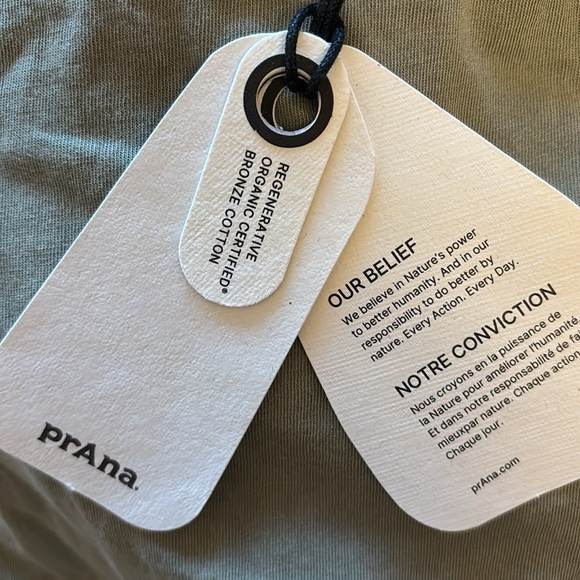 REGENERATIVE
ORGANIC CERTIFIED®
BRONZE COTTON
prAna.
OUR BELIEF
We believe in Nature's power
to better humanity. And in our
responsibility to do better by
nature. Every Action. Every Day.
NOTRE CONVICTION
Nous croyons en la puissance de
la Nature pour améliorer l'humanité
Et dans notre responsabilité de fa
mieuxpar nature. Chaque action
Chaque jour.
prAna.com